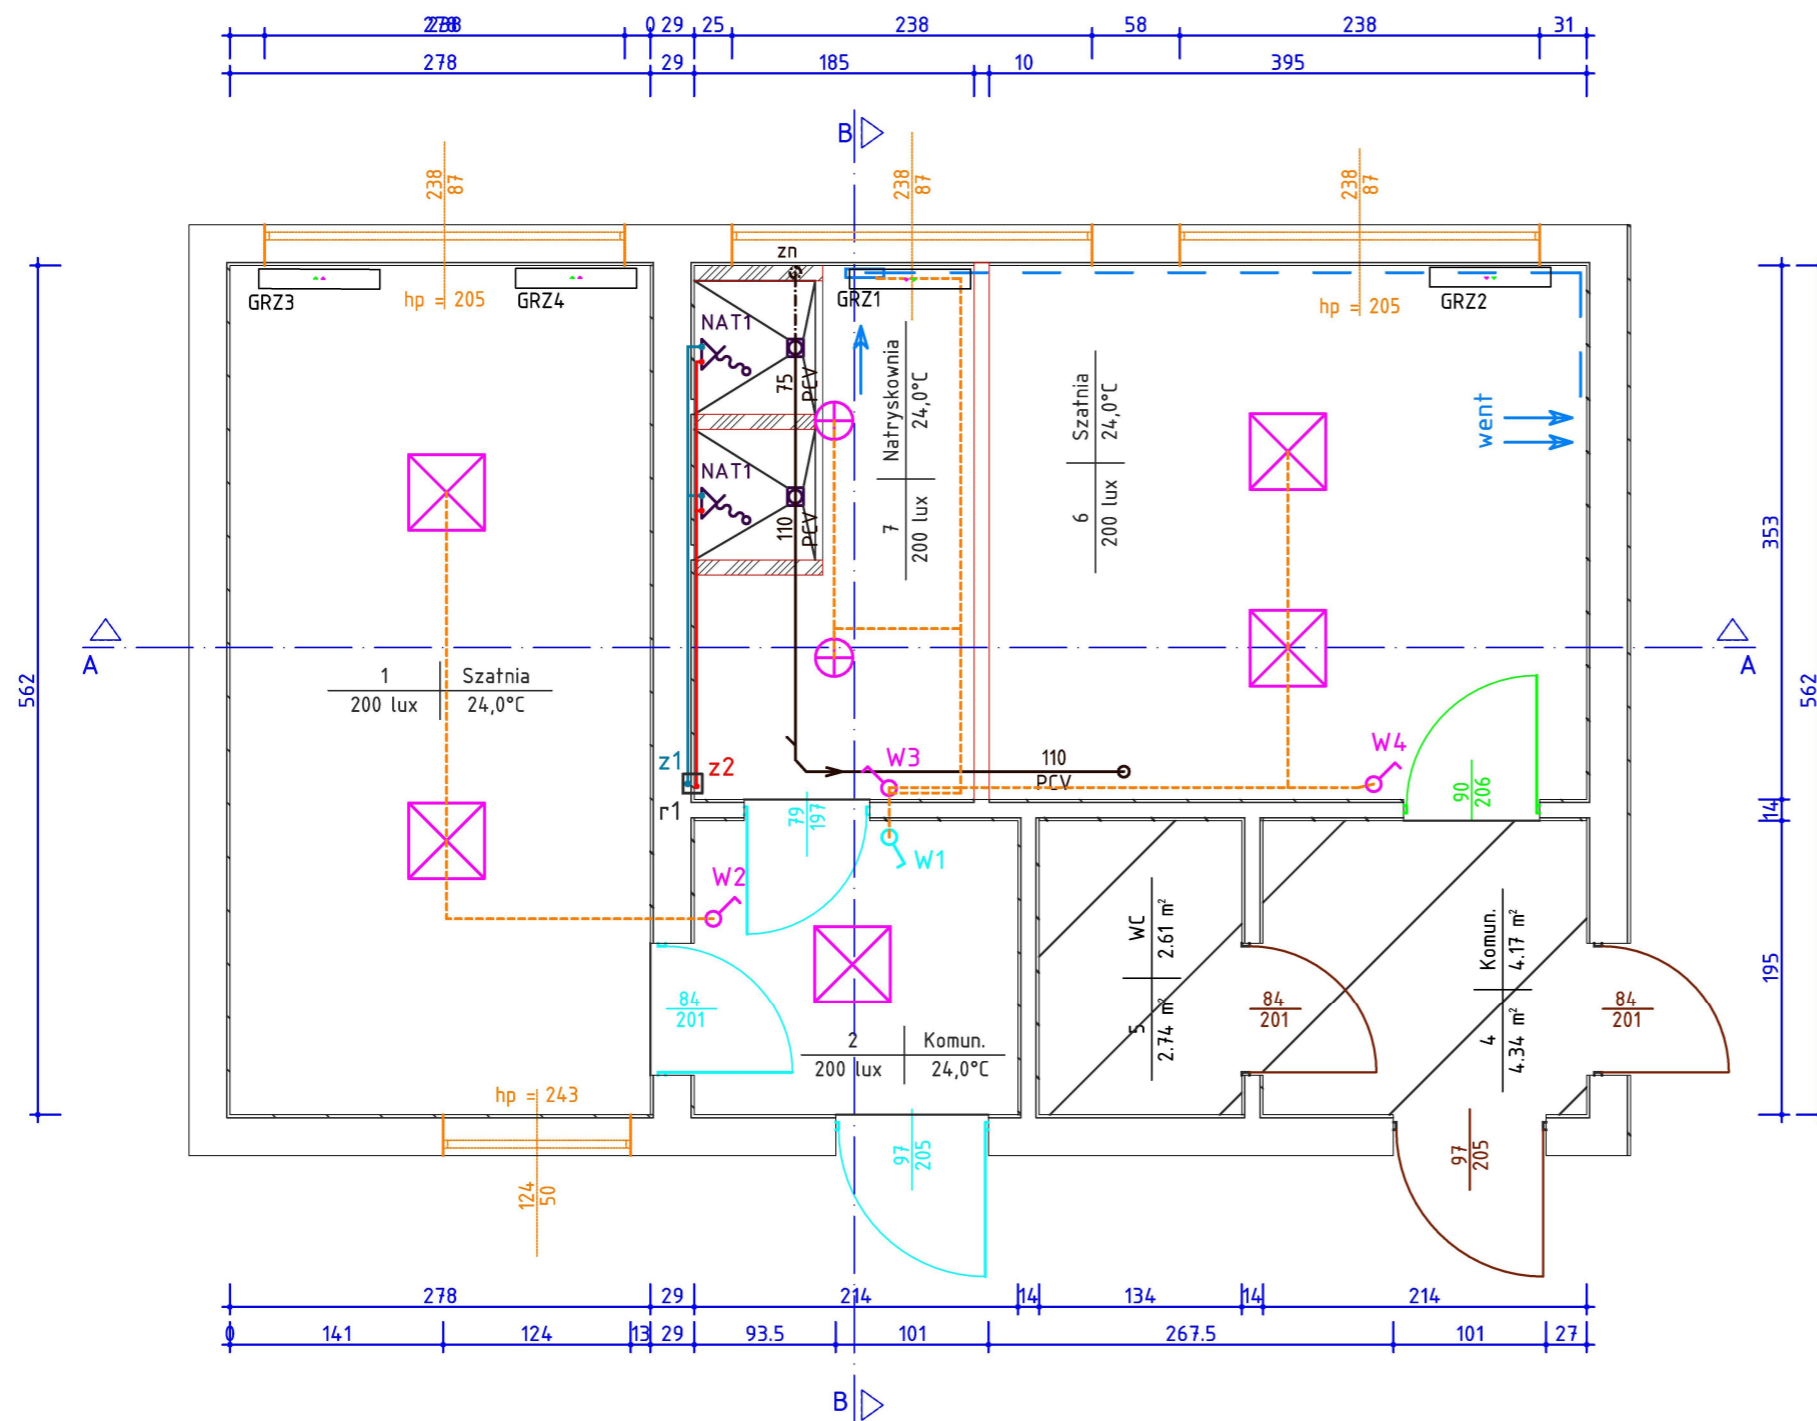 0 29 25 238 58 238 31
278 29 185 10 395
B
238
87
238
87
238
87
zn
GRZ3
hp = 205
GRZ4
GRZ1
hp = 205
GRZ2
NAT1
75
PCV
Natryskownia
24,0°C
7
200 lux
Szatnia
24,0°C
6
200 lux
went
NAT1
110
PCV
353
A
A
562
562
1 Szatnia
200 lux 24,0°C
z1
z2
r1
W3
110
PCV
W4
90
206
14
79
197
W1
W2
WC
2.61 m²
5
2.74 m²
Komun.
4.17 m²
4
4.34 m²
195
84
201
84
201
84
201
2 Komun.
200 lux 24,0°C
hp = 243
97
205
97
205
124
50
278 29 214 14 134 14 214
0 141 124 13 29 93.5 101 267.5 101 27
B